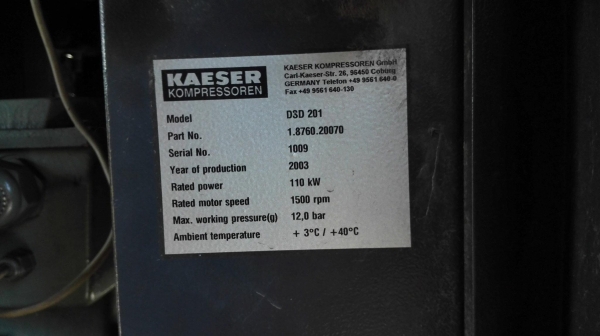 KAESER
KOMPRESSOREN
KAESER KOMPRESSOREN GmbH
Carl-Kaeser-Str. 26, 96450 Coburg
GERMANY Telefon +49 9561 640-0
Fax +49 9561 640-130
Model DSD 201
Part No. 1.8760.20070
Serial No. 1009
Year of production 2003
Rated power 110 kW
Rated motor speed 1500 rpm
Max. working pressure(g) 12,0 bar
Ambient temperature + 3°C / +40°C